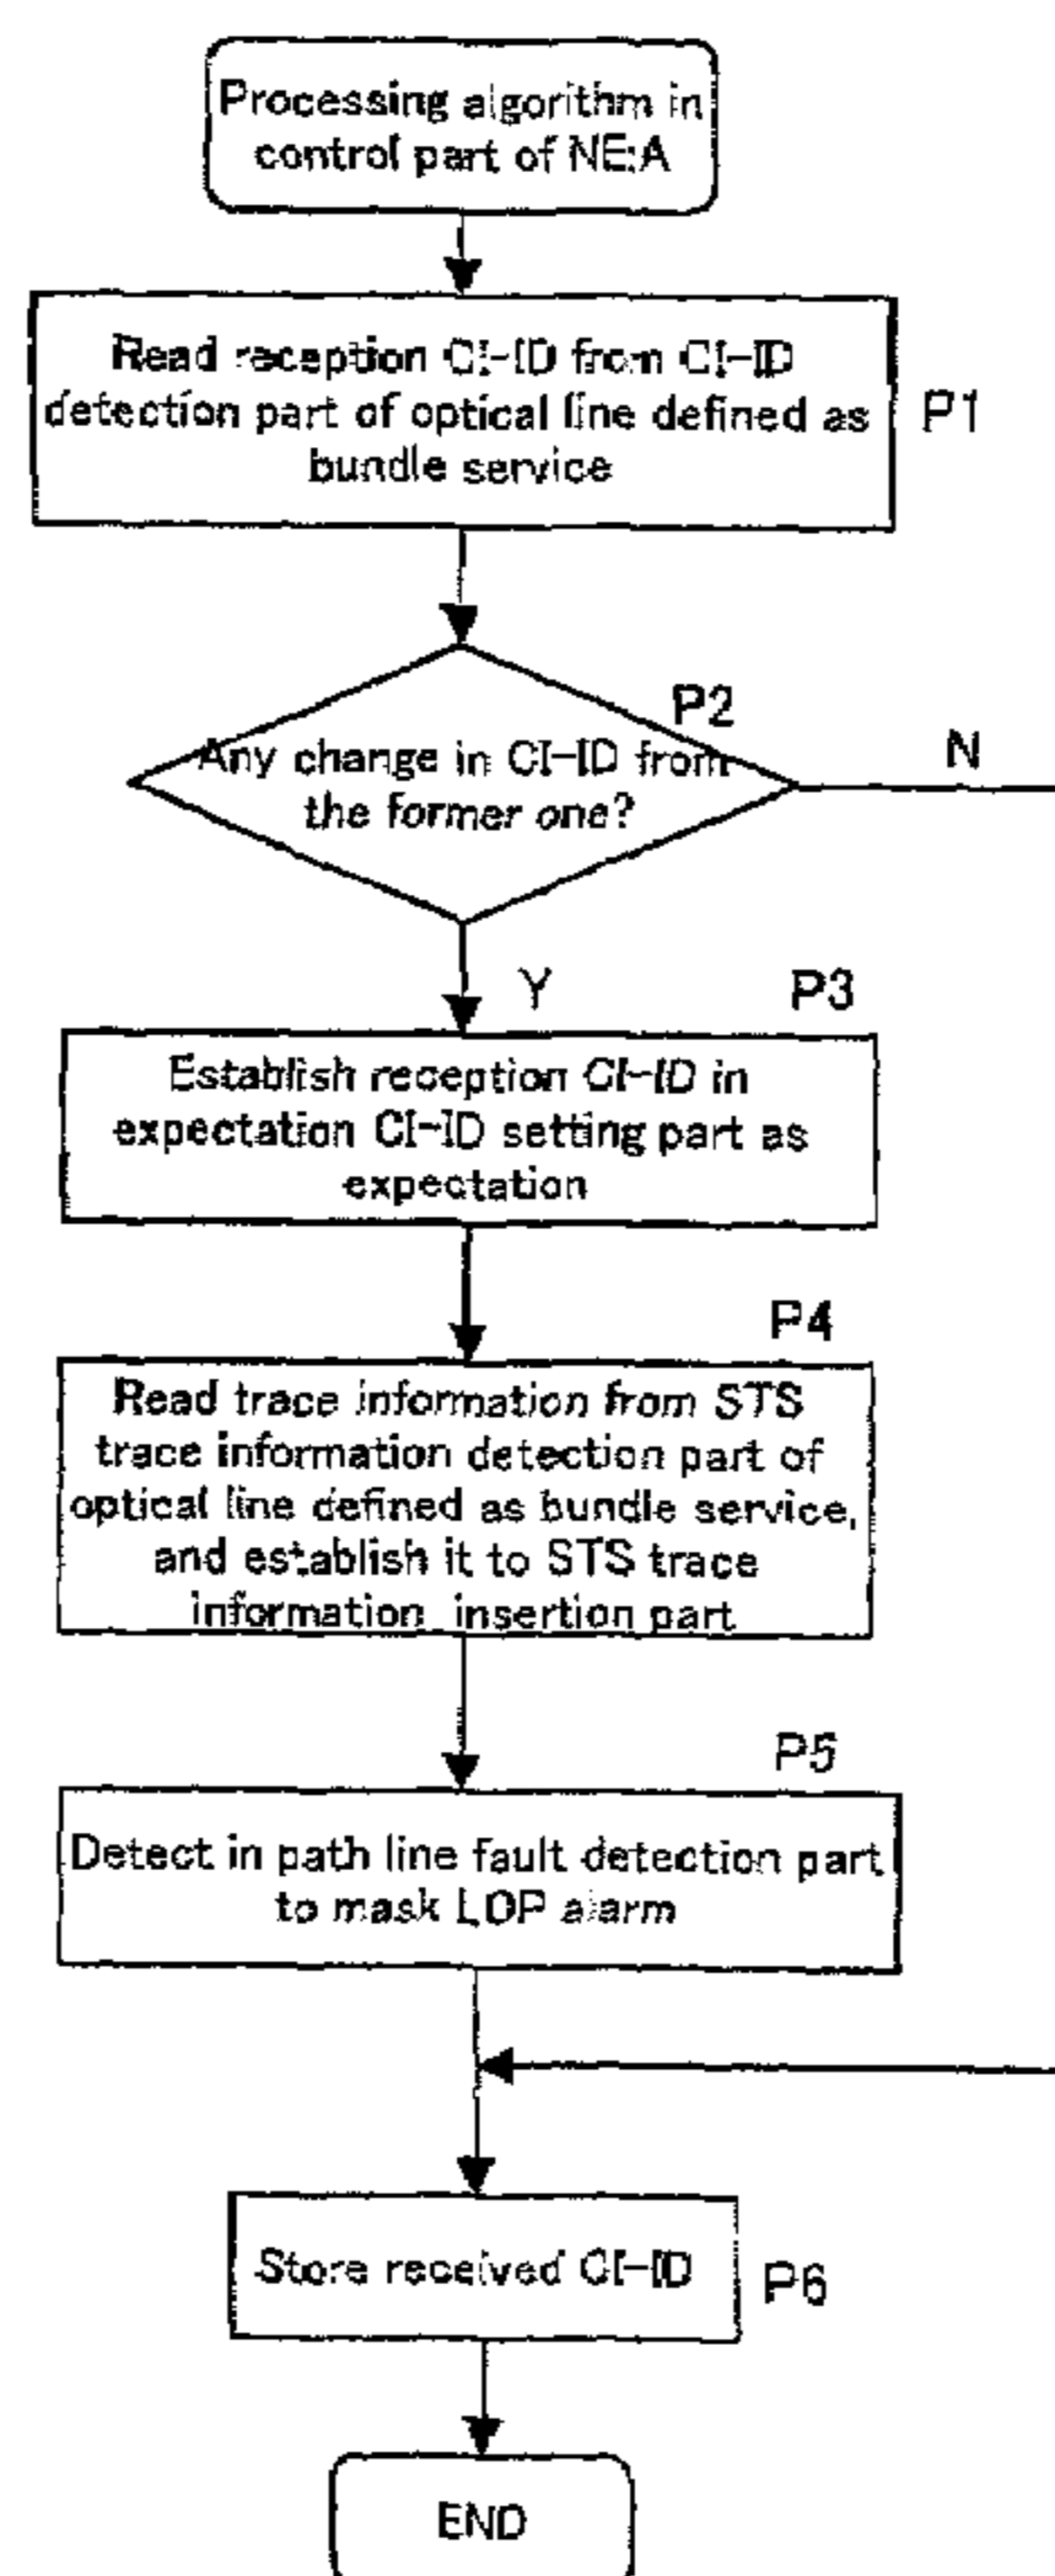 Processing algorithm in
control part of NE:A
Read reception CI-ID from CI-ID
detection part of optical line defined as
bundle service
P1
P2
Any change in CI-ID from
the former one?
N
Y
P3
Establish reception CI-ID in
expectation CI-ID setting part as
expectation
P4
Read trace information from STS
trace information detection part of
optical line defined as bundle service,
and establish it to STS trace
information insertion part
P5
Detect in path line fault detection part
to mask LOP alarm
Store received CI-ID
P6
END